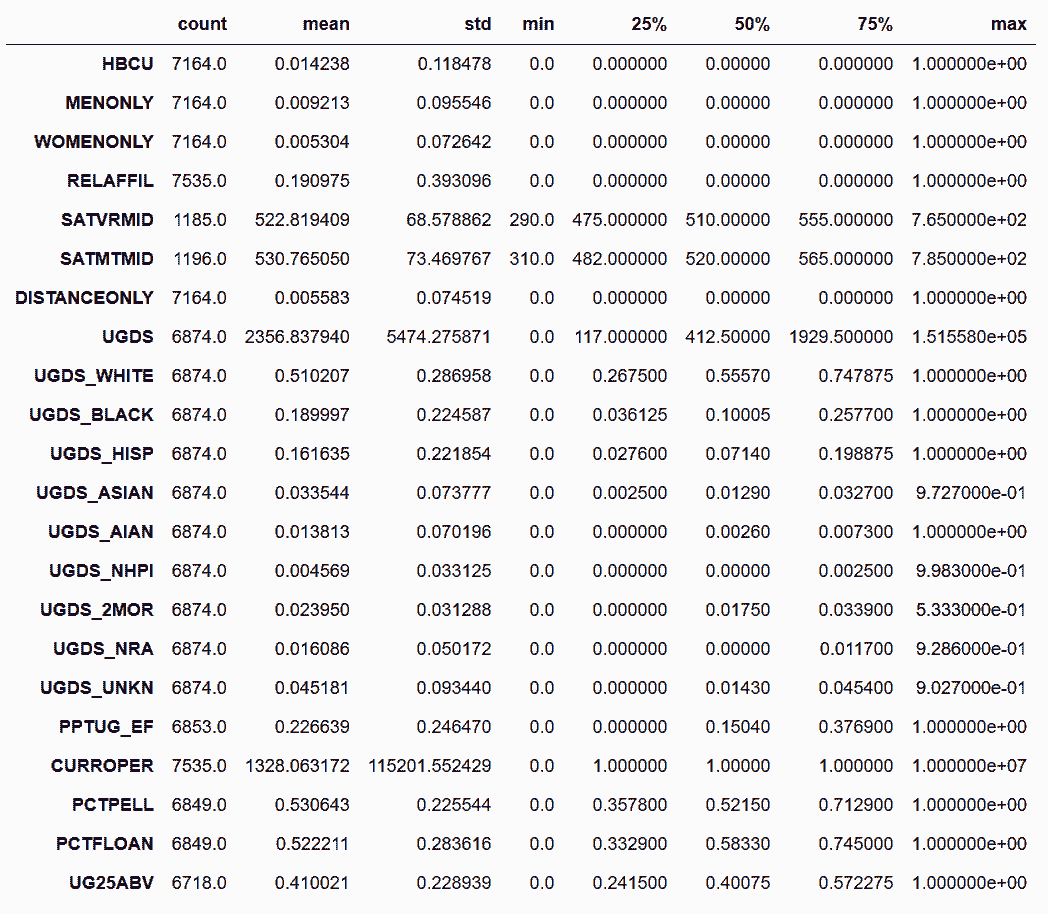 count mean std min 25% 50% 75% max
HBCU 7164.0 0.014238 0.118478 0.0 0.000000 0.00000 0.000000 1.000000e+00
MENONLY 7164.0 0.009213 0.095546 0.0 0.000000 0.00000 0.000000 1.000000e+00
WOMENONLY 7164.0 0.005304 0.072642 0.0 0.000000 0.00000 0.000000 1.000000e+00
RELAFFIL 7535.0 0.190975 0.393096 0.0 0.000000 0.00000 0.000000 1.000000e+00
SATVRMID 1185.0 522.819409 68.578862 290.0 475.000000 510.00000 555.000000 7.650000e+02
SATMTMID 1196.0 530.765050 73.469767 310.0 482.000000 520.00000 565.000000 7.850000e+02
DISTANCEONLY 7164.0 0.005583 0.074519 0.0 0.000000 0.00000 0.000000 1.000000e+00
UGDS 6874.0 2356.837940 5474.275871 0.0 117.000000 412.50000 1929.500000 1.515580e+05
UGDS_WHITE 6874.0 0.510207 0.286958 0.0 0.267500 0.55570 0.747875 1.000000e+00
UGDS_BLACK 6874.0 0.189997 0.224587 0.0 0.036125 0.10005 0.257700 1.000000e+00
UGDS_HISP 6874.0 0.161635 0.221854 0.0 0.027600 0.07140 0.198875 1.000000e+00
UGDS_ASIAN 6874.0 0.033544 0.073777 0.0 0.002500 0.01290 0.032700 9.727000e-01
UGDS_AIAN 6874.0 0.013813 0.070196 0.0 0.000000 0.00260 0.007300 1.000000e+00
UGDS_NHPI 6874.0 0.004569 0.033125 0.0 0.000000 0.00000 0.002500 9.983000e-01
UGDS_2MOR 6874.0 0.023950 0.031288 0.0 0.000000 0.01750 0.033900 5.333000e-01
UGDS_NRA 6874.0 0.016086 0.050172 0.0 0.000000 0.00000 0.011700 9.286000e-01
UGDS_UNKN 6874.0 0.045181 0.093440 0.0 0.000000 0.01430 0.045400 9.027000e-01
PPTUG_EF 6853.0 0.226639 0.246470 0.0 0.000000 0.15040 0.376900 1.000000e+00
CURROPER 7535.0 1328.063172 115201.552429 0.0 1.000000 1.00000 1.000000 1.000000e+07
PCTPELL 6849.0 0.530643 0.225544 0.0 0.357800 0.52150 0.712900 1.000000e+00
PCTFLOAN 6849.0 0.522211 0.283616 0.0 0.332900 0.58330 0.745000 1.000000e+00
UG25ABV 6718.0 0.410021 0.228939 0.0 0.241500 0.40075 0.572275 1.000000e+00